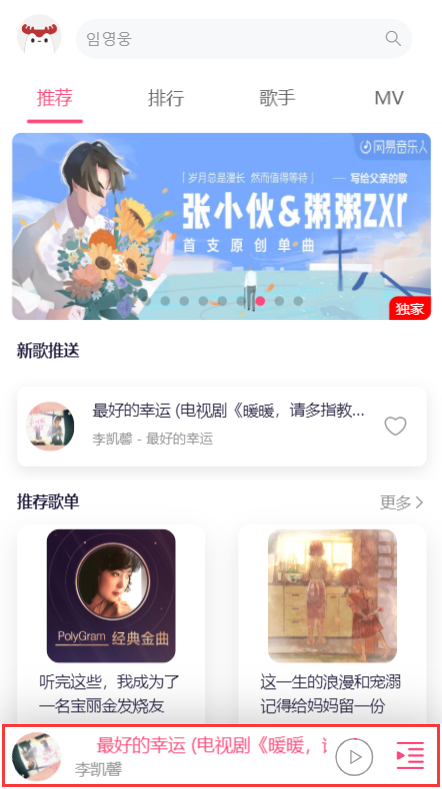 임영웅
推荐
排行
歌手
MV
网易音乐人
「岁月总是漫长 然而值得等待」 —— 写给父亲的歌
张小伙&粥粥ZXr
首支原创单曲
独家
新歌推送
最好的幸运 (电视剧《暖暖，请多指教...
李凯馨 - 最好的幸运
推荐歌单
更多
PolyGram 经典金曲
听完这些，我成为了
一名宝丽金发烧友
这一生的浪漫和宠溺
记得给妈妈留一份
最好的幸运 (电视剧《暖暖，
李凯馨